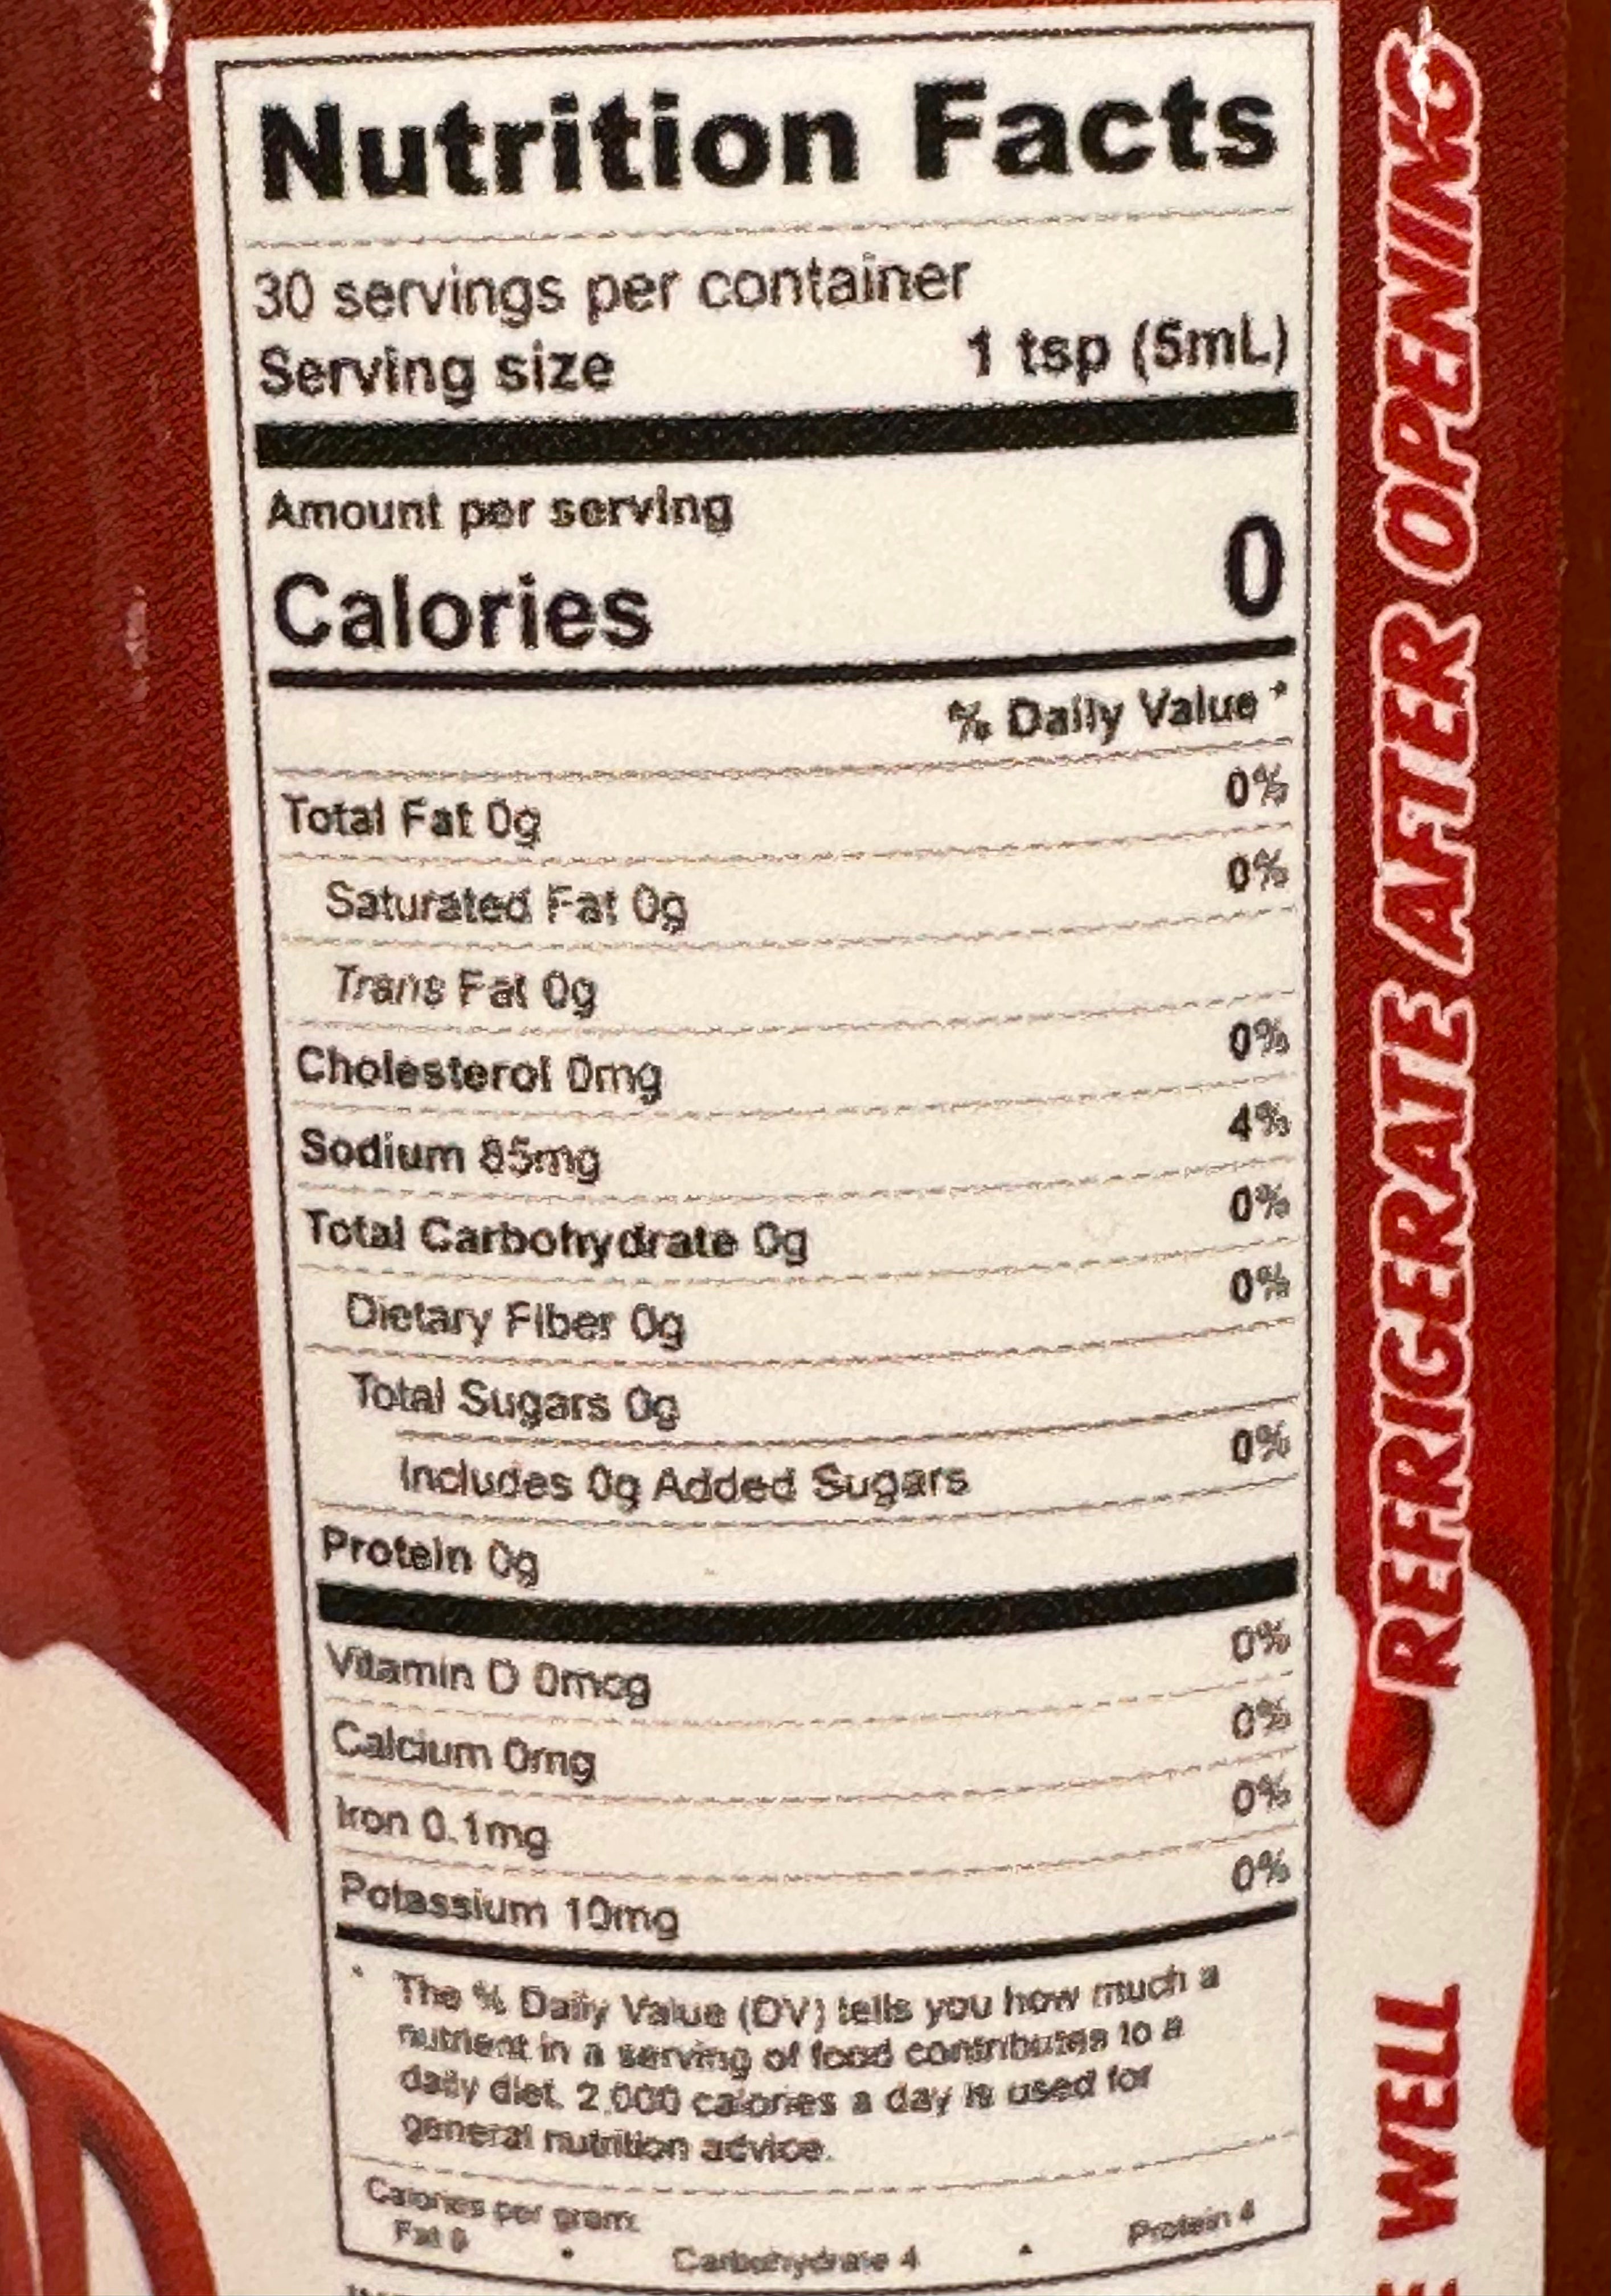 Nutrition Facts
30 servings per container
Serving size 1 tsp (5mL)
Amount per serving
Calories 0
% Daily Value *
Total Fat 0g 0%
Saturated Fat 0g 0%
Trans Fat 0g
Cholesterol 0mg 0%
Sodium 85mg 4%
Total Carbohydrate 0g 0%
Dietary Fiber 0g 0%
Total Sugars 0g
Includes 0g Added Sugars 0%
Protein 0g
Vitamin D 0mcg 0%
Calcium 0mg 0%
Iron 0.1mg 0%
Potassium 10mg 0%
* The % Daily Value (DV) tells you how much a
nutrient in a serving of food contributes to a
daily diet. 2,000 calories a day is used for
general nutrition advice.
Calories per gram:
Fat 9 • Carbohydrate 4 • Protein 4
REFRIGERATE AFTER OPENING
WELL